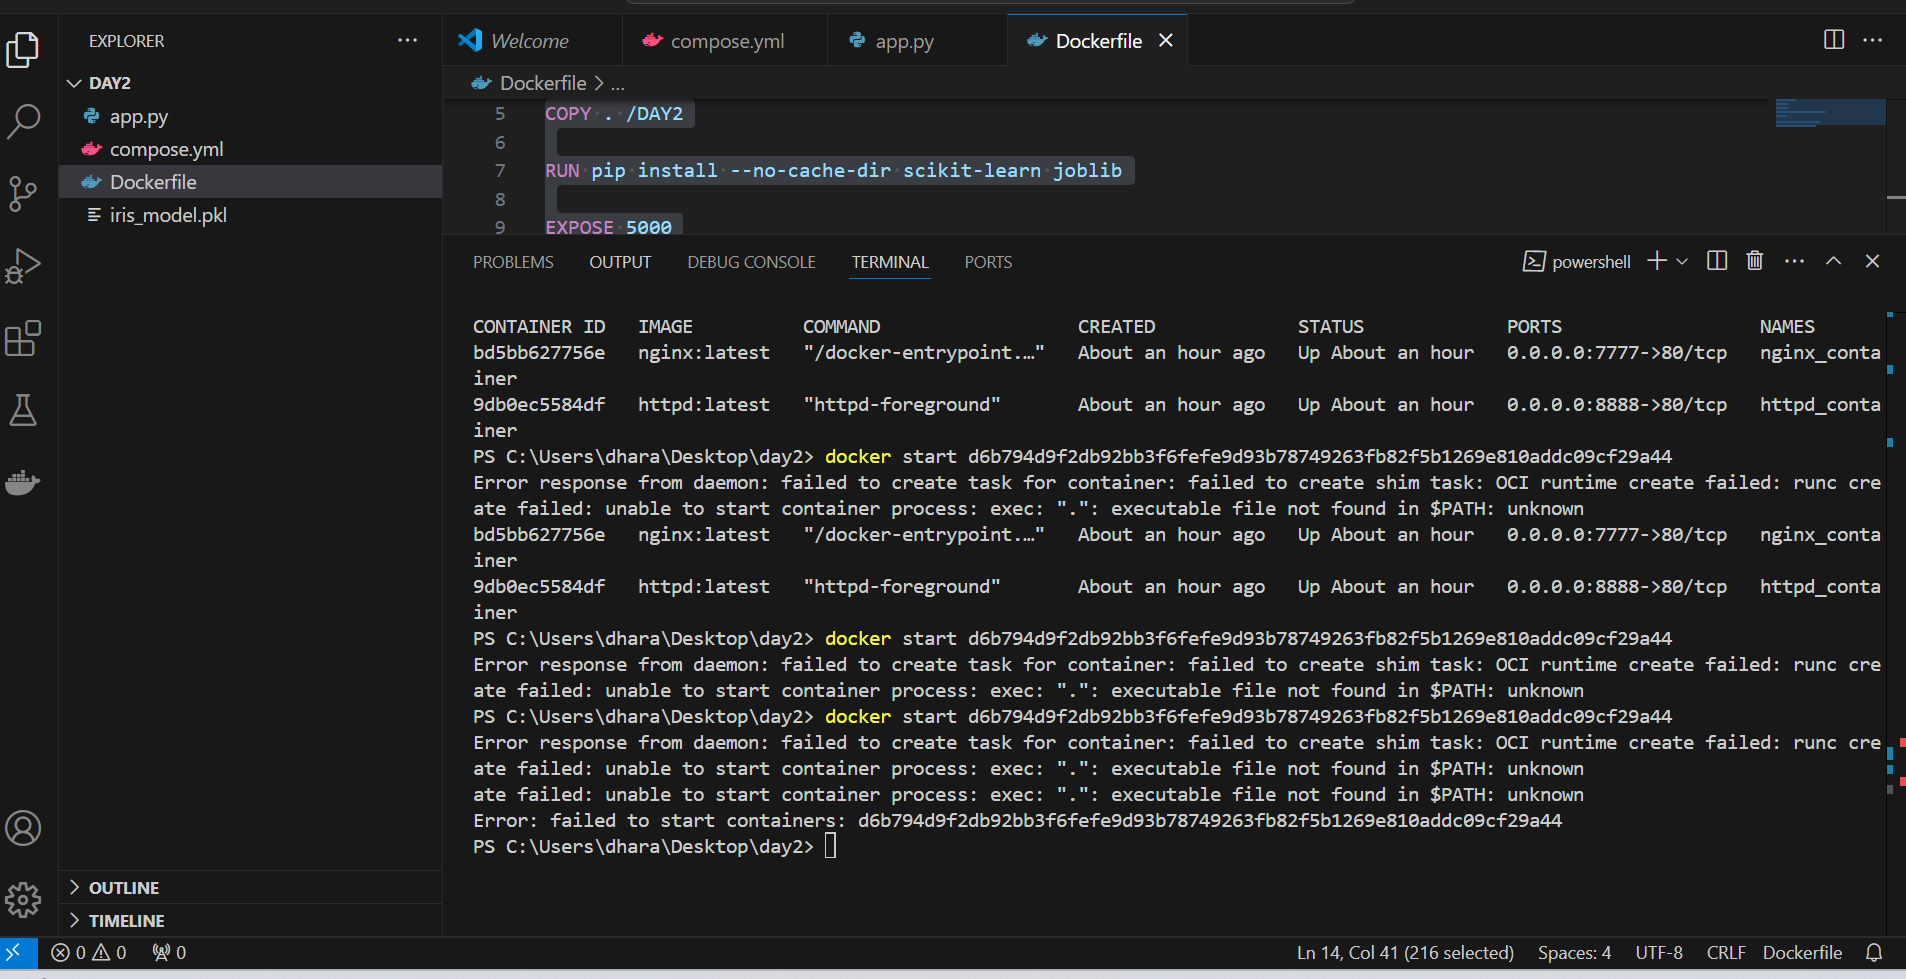 EXPLORER
DAY2
app.py
compose.yml
Dockerfile
iris_model.pkl
OUTLINE
TIMELINE
Welcome
compose.yml
app.py
Dockerfile
Dockerfile > ...
5 COPY . /DAY2
6
7 RUN pip install --no-cache-dir scikit-learn joblib
8
9 EXPOSE 5000
PROBLEMS OUTPUT DEBUG CONSOLE TERMINAL PORTS
powershell
CONTAINER ID IMAGE COMMAND CREATED STATUS PORTS NAMES
bd5bb627756e nginx:latest "/docker-entrypoint.…" About an hour ago Up About an hour 0.0.0.0:7777->80/tcp nginx_conta
iner
9db0ec5584df httpd:latest "httpd-foreground" About an hour ago Up About an hour 0.0.0.0:8888->80/tcp httpd_conta
iner
PS C:\Users\dhara\Desktop\day2> docker start d6b794d9f2db92bb3f6fefe9d93b78749263fb82f5b1269e810addc09cf29a44
Error response from daemon: failed to create task for container: failed to create shim task: OCI runtime create failed: runc cre
ate failed: unable to start container process: exec: ".": executable file not found in $PATH: unknown
bd5bb627756e nginx:latest "/docker-entrypoint.…" About an hour ago Up About an hour 0.0.0.0:7777->80/tcp nginx_conta
iner
9db0ec5584df httpd:latest "httpd-foreground" About an hour ago Up About an hour 0.0.0.0:8888->80/tcp httpd_conta
iner
PS C:\Users\dhara\Desktop\day2> docker start d6b794d9f2db92bb3f6fefe9d93b78749263fb82f5b1269e810addc09cf29a44
Error response from daemon: failed to create task for container: failed to create shim task: OCI runtime create failed: runc cre
ate failed: unable to start container process: exec: ".": executable file not found in $PATH: unknown
PS C:\Users\dhara\Desktop\day2> docker start d6b794d9f2db92bb3f6fefe9d93b78749263fb82f5b1269e810addc09cf29a44
Error response from daemon: failed to create task for container: failed to create shim task: OCI runtime create failed: runc cre
ate failed: unable to start container process: exec: ".": executable file not found in $PATH: unknown
ate failed: unable to start container process: exec: ".": executable file not found in $PATH: unknown
Error: failed to start containers: d6b794d9f2db92bb3f6fefe9d93b78749263fb82f5b1269e810addc09cf29a44
PS C:\Users\dhara\Desktop\day2>
0 0 0 Ln 14, Col 41 (216 selected) Spaces: 4 UTF-8 CRLF Dockerfile